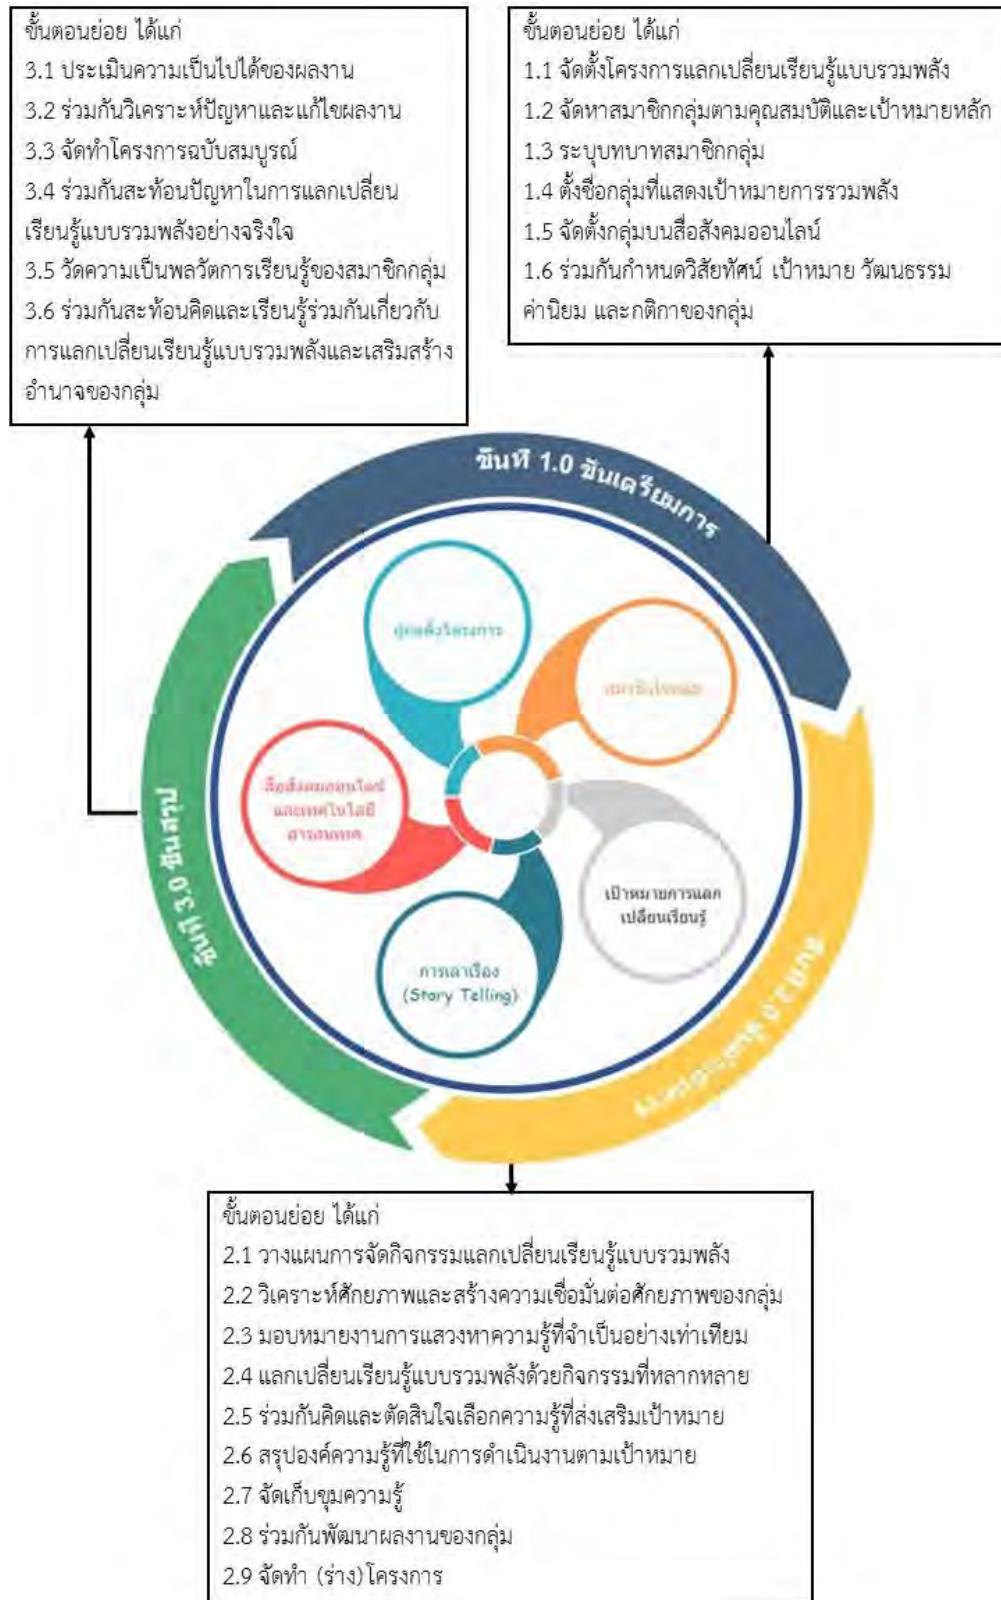 ขั้นตอนย่อย ได้แก่
3.1 ประเมินความเป็นไปได้ของผลงาน
3.2 ร่วมกันวิเคราะห์ปัญหาและแก้ไขผลงาน
3.3 จัดทำโครงการฉบับสมบูรณ์
3.4 ร่วมกันสะท้อนปัญหาในการแลกเปลี่ยน
เรียนรู้แบบรวมพลังอย่างจริงใจ
3.5 วัดความเป็นพลวัตการเรียนรู้ของสมาชิกกลุ่ม
3.6 ร่วมกันสะท้อนคิดและเรียนรู้ร่วมกันเกี่ยวกับ
การแลกเปลี่ยนเรียนรู้แบบรวมพลังและเสริมสร้าง
อำนาจของกลุ่ม
ขั้นตอนย่อย ได้แก่
1.1 จัดตั้งโครงการแลกเปลี่ยนเรียนรู้แบบรวมพลัง
1.2 จัดหาสมาชิกกลุ่มตามคุณสมบัติและเป้าหมายหลัก
1.3 ระบุบทบาทสมาชิกกลุ่ม
1.4 ตั้งชื่อกลุ่มที่แสดงเป้าหมายการรวมพลัง
1.5 จัดตั้งกลุ่มบนสื่อสังคมออนไลน์
1.6 ร่วมกันกำหนดวิสัยทัศน์ เป้าหมาย วัฒนธรรม
ค่านิยม และกติกาของกลุ่ม
ขั้นที่ 1.0 ขั้นเตรียมการ
สื่อสังคมออนไลน์
และเทคโนโลยี
สารสนเทศ
เป้าหมายการแลก
เปลี่ยนเรียนรู้
การเล่าเรื่อง
(Story Telling)
ขั้นที่ 3.0 ขั้นสรุป
ขั้นที่ 2.0
ขั้นตอนย่อย ได้แก่
2.1 วางแผนการจัดกิจกรรมแลกเปลี่ยนเรียนรู้แบบรวมพลัง
2.2 วิเคราะห์ศักยภาพและสร้างความเชื่อมั่นต่อศักยภาพของกลุ่ม
2.3 มอบหมายงานการแสวงหาความรู้ที่จำเป็นอย่างเท่าเทียม
2.4 แลกเปลี่ยนเรียนรู้แบบรวมพลังด้วยกิจกรรมที่หลากหลาย
2.5 ร่วมกันคิดและตัดสินใจเลือกความรู้ที่ส่งเสริมเป้าหมาย
2.6 สรุปองค์ความรู้ที่ใช้ในการดำเนินงานตามเป้าหมาย
2.7 จัดเก็บขุมความรู้
2.8 ร่วมกันพัฒนาผลงานของกลุ่ม
2.9 จัดทำ (ร่าง)โครงการ